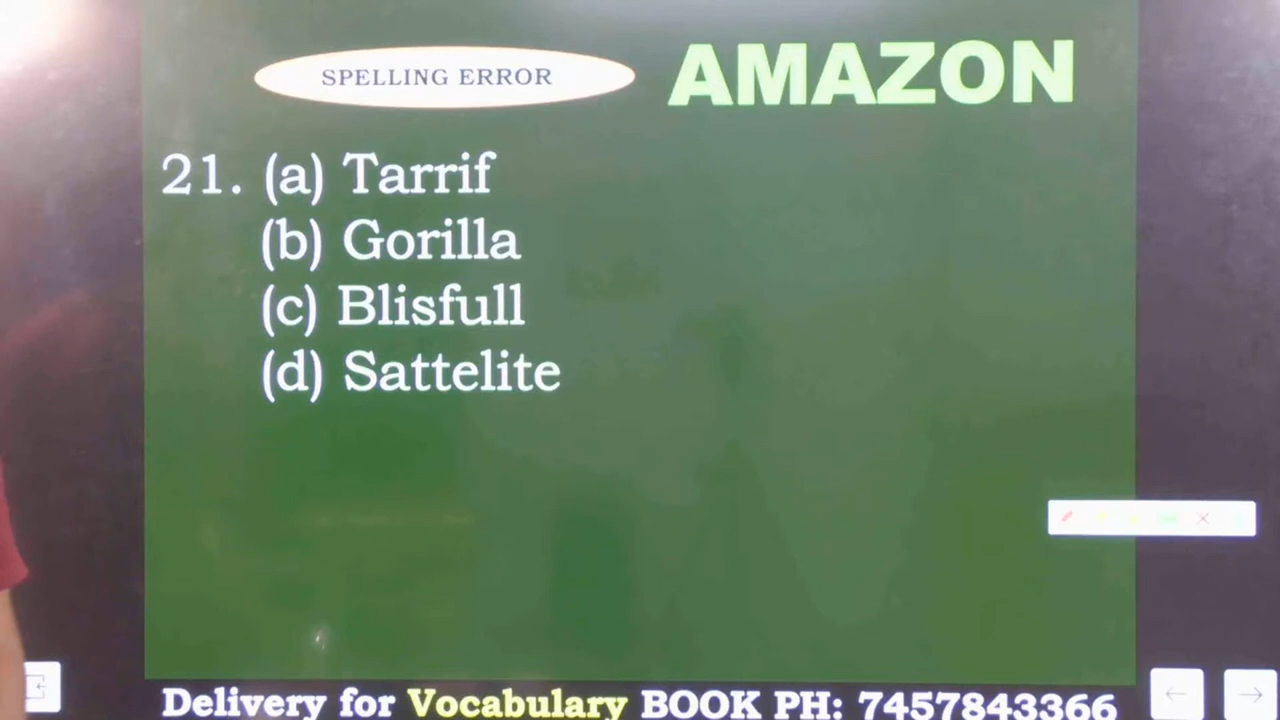 SPELLING ERROR AMAZON
21. (a) Tarrif
(b) Gorilla
(c) Blisfull
(d) Sattelite
Delivery for Vocabulary BOOK PH: 7457843366